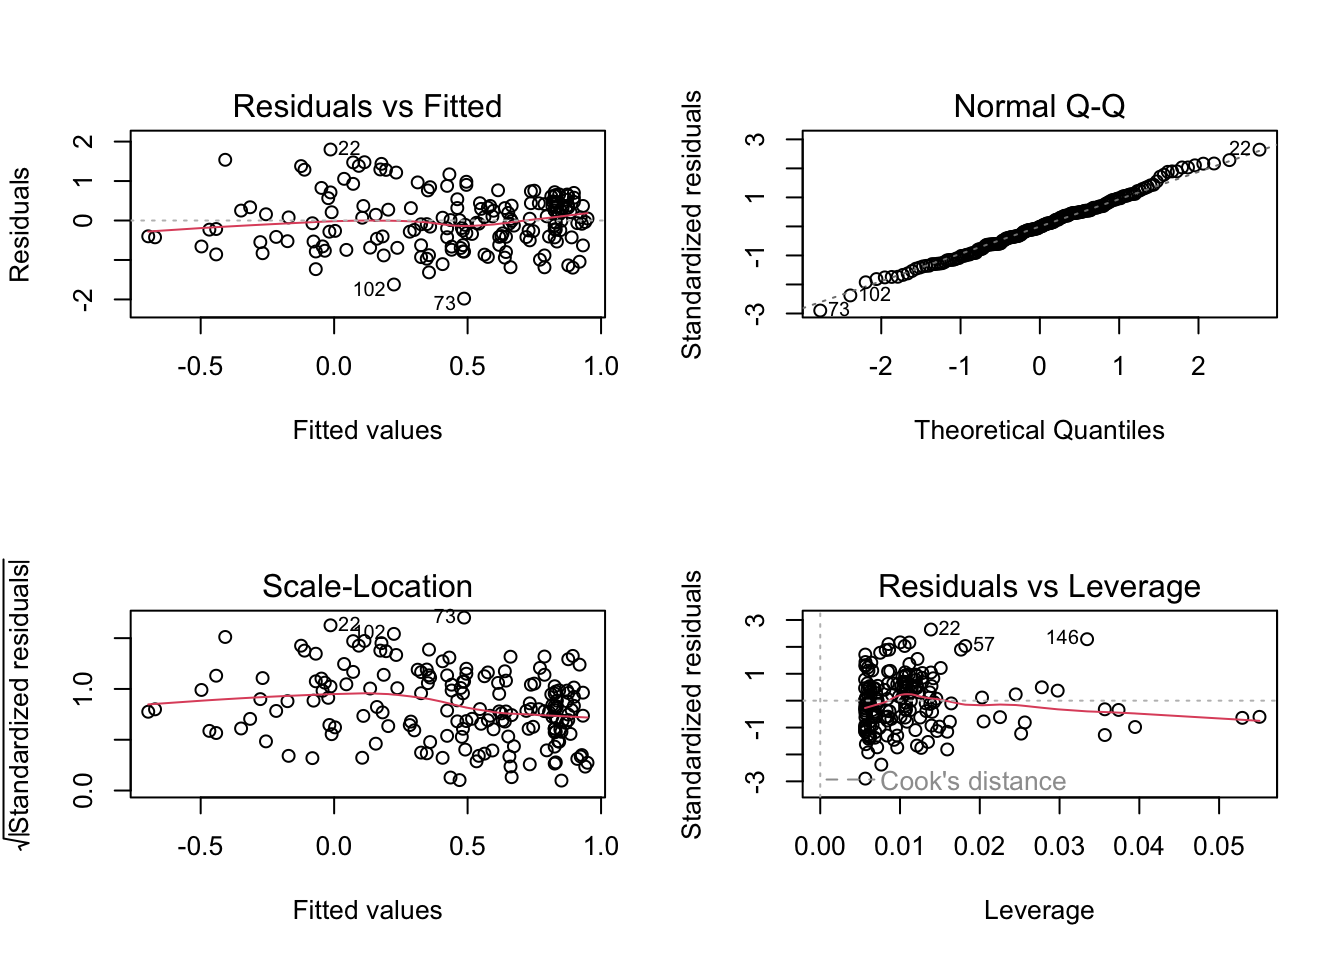 Residuals vs Fitted
Residuals
2
1
0
-2
22
102
73
-0.5 0.0 0.5 1.0
Fitted values
Normal Q-Q
Standardized residuals
3
1
-1
-3
22
102
73
-2 -1 0 1 2
Theoretical Quantiles
Scale-Location
√|Standardized residuals|
1.0
0.0
73
22
102
-0.5 0.0 0.5 1.0
Fitted values
Residuals vs Leverage
Standardized residuals
3
1
-1
-3
22
57
146
Cook's distance
0.00 0.01 0.02 0.03 0.04 0.05
Leverage